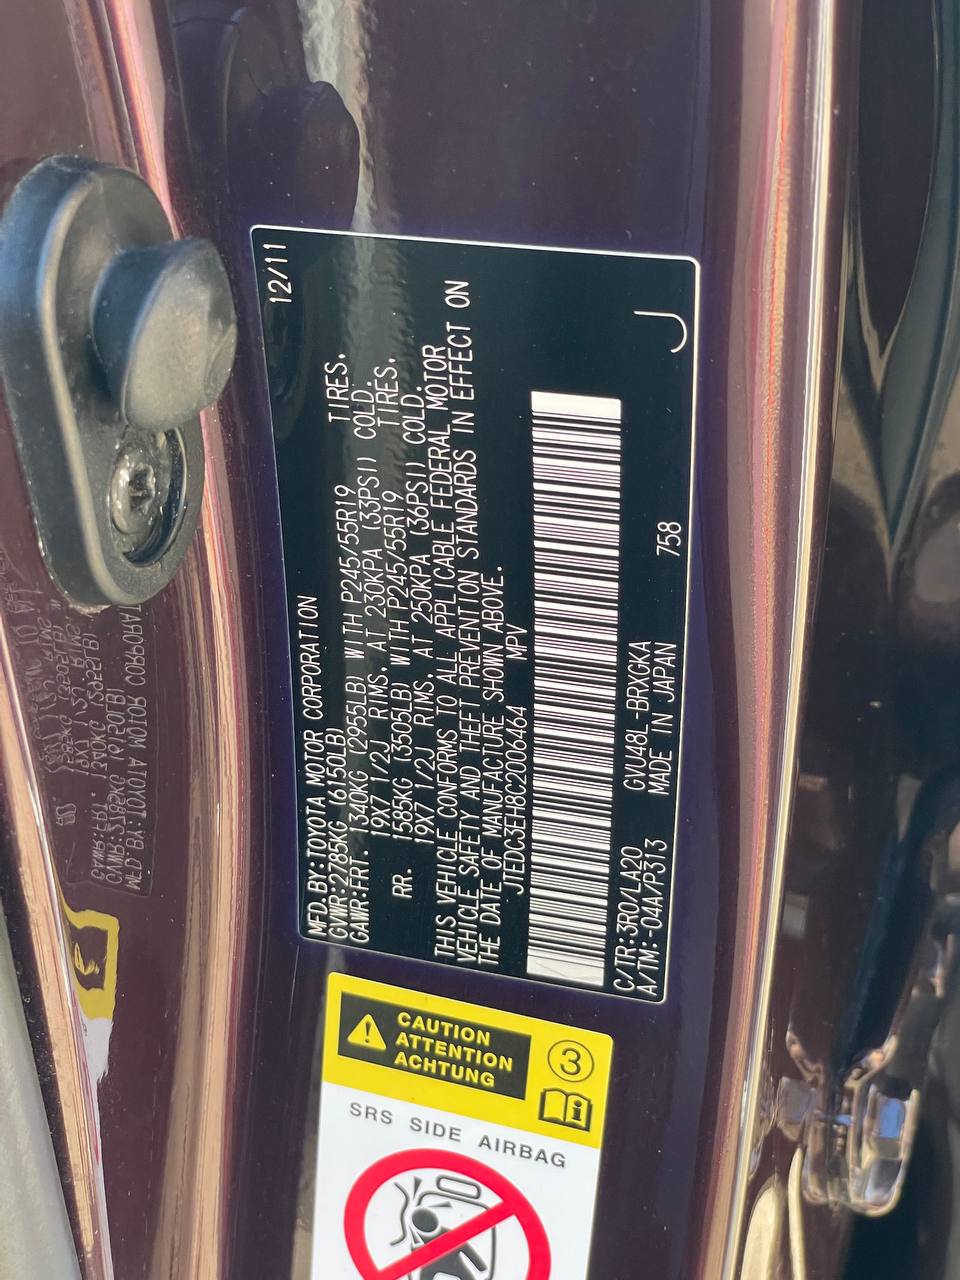 12/11
MFD.BY:TOYOTA MOTOR CORPORATION
GVWR:2785KG (6150LB)
GAWR:FRT. 1340KG (2955LB) WITH P245/55R19 TIRES.
19X7 1/2J RIMS. AT 230KPA (33PSI) COLD.
RR. 1585KG (3505LB) WITH P245/55R19 TIRES.
19X7 1/2J RIMS. AT 250KPA (36PSI) COLD.
THIS VEHICLE CONFORMS TO ALL APPLICABLE FEDERAL MOTOR
VEHICLE SAFETY AND THEFT PREVENTION STANDARDS IN EFFECT ON
THE DATE OF MANUFACTURE SHOWN ABOVE.
JTEDC3EH8C2006464 MPV
C/TR:3R0/LA20 GVU48L-BRXGKA
A/TM:-04A/P313 MADE IN JAPAN 758 J
CAUTION
ATTENTION
ACHTUNG
3
SRS SIDE AIRBAG